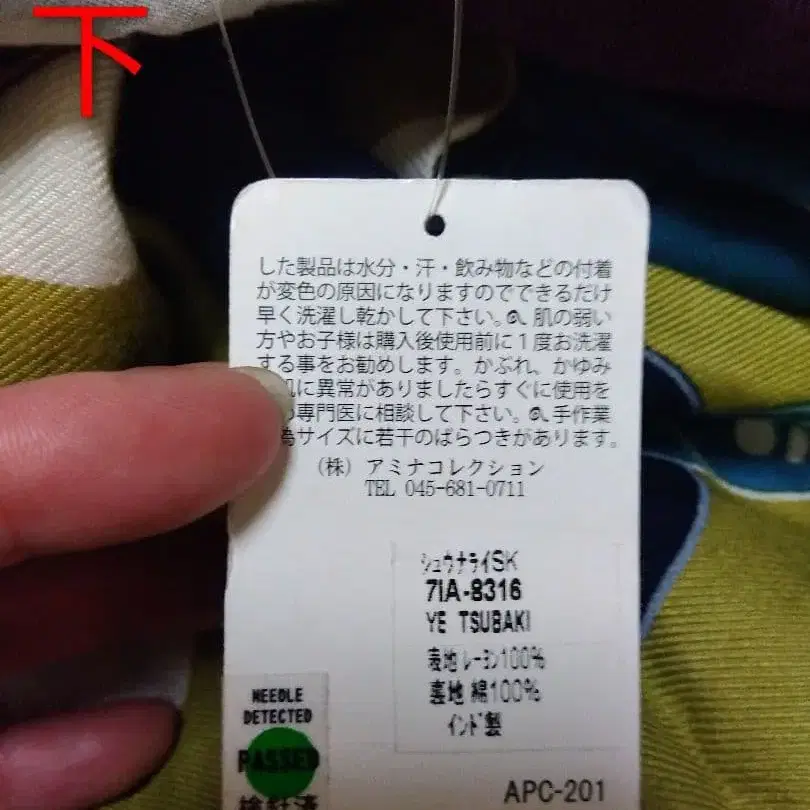 下
した製品は水分・汗・飲み物などの付着
が変色の原因になりますのでできるだけ
早く洗濯し乾かして下さい。肌の弱い
方やお子様は購入後使用前に1度お洗濯
する事をお勧めします。かぶれ、かゆみ
肌に異常がありましたらすぐに使用を
専門医に相談して下さい。手作業
為サイズに若干のばらつきがあります。
(株)アミナコレクション
TEL 045-681-0711
シュウナライSK
7IA-8316
YE TSUBAKI
表地 レーヨン100%
裏地 綿100%
インド製
NEEDLE
DETECTED
PASSED
検針済
APC-201